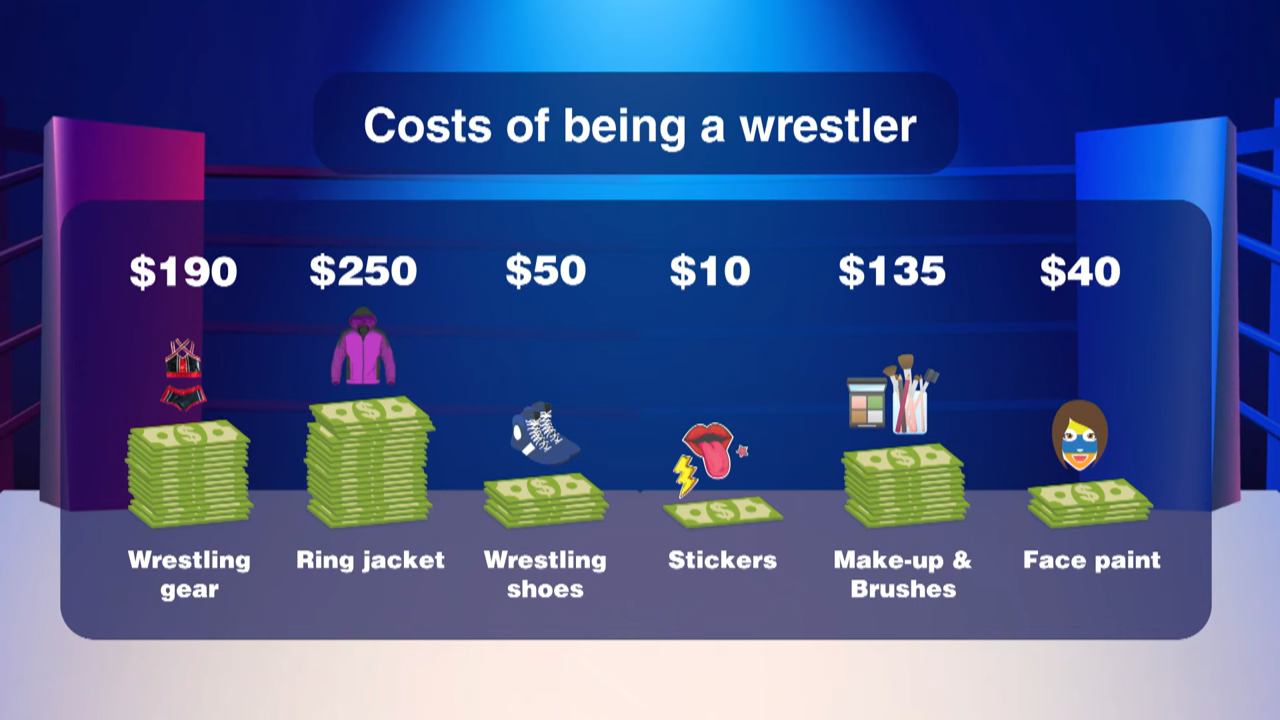 Costs of being a wrestler
$190 $250 $50 $10 $135 $40
Wrestling gear
Ring jacket
Wrestling shoes
Stickers
Make-up & Brushes
Face paint